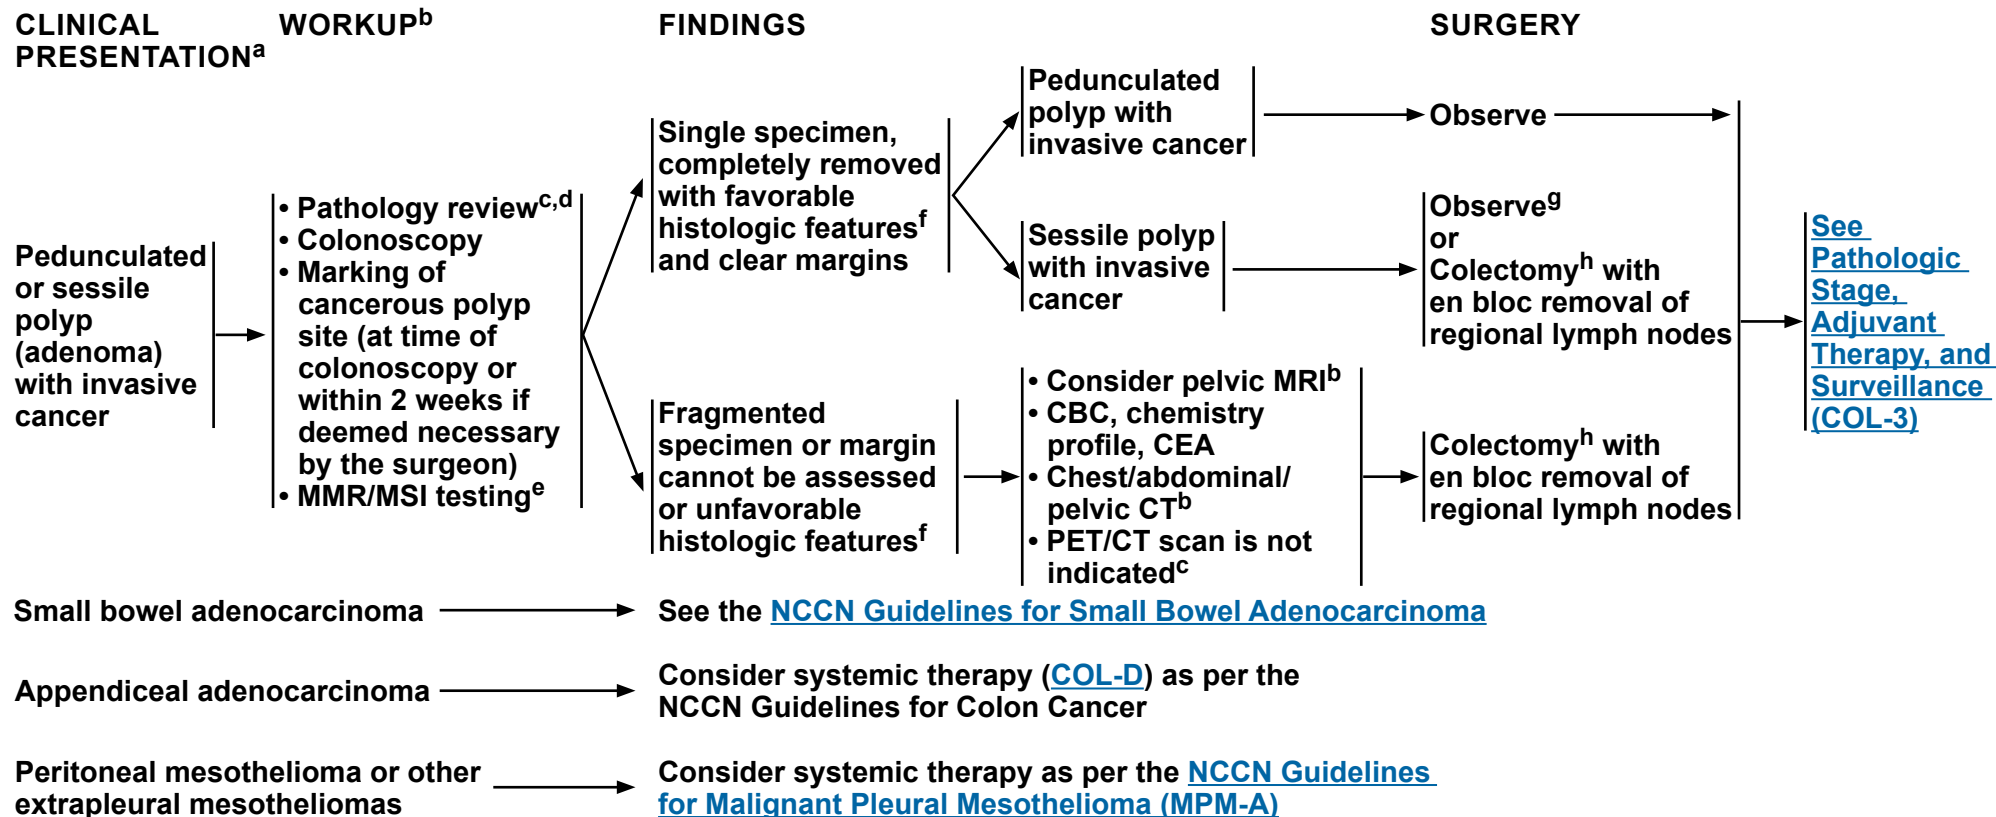 CLINICAL
PRESENTATIONa
WORKUPb
FINDINGS
SURGERY
Pedunculated
or sessile
polyp
(adenoma)
with invasive
cancer
• Pathology reviewc,d
• Colonoscopy
• Marking of
cancerous polyp
site (at time of
colonoscopy or
within 2 weeks if
deemed necessary
by the surgeon)
• MMR/MSI testinge
Single specimen,
completely removed
with favorable
histologic featuresf
and clear margins
Fragmented
specimen or margin
cannot be assessed
or unfavorable
histologic featuresf
Pedunculated
polyp with
invasive cancer
Sessile polyp
with invasive
cancer
• Consider pelvic MRIb
• CBC, chemistry
profile, CEA
• Chest/abdominal/
pelvic CTb
• PET/CT scan is not
indicatedc
Observe
Observeg
or
Colectomyh with
en bloc removal of
regional lymph nodes
Colectomyh with
en bloc removal of
regional lymph nodes
See
Pathologic
Stage,
Adjuvant
Therapy, and
Surveillance
(COL-3)
Small bowel adenocarcinoma
See the NCCN Guidelines for Small Bowel Adenocarcinoma
Appendiceal adenocarcinoma
Consider systemic therapy (COL-D) as per the
NCCN Guidelines for Colon Cancer
Peritoneal mesothelioma or other
extrapleural mesotheliomas
Consider systemic therapy as per the NCCN Guidelines
for Malignant Pleural Mesothelioma (MPM-A)